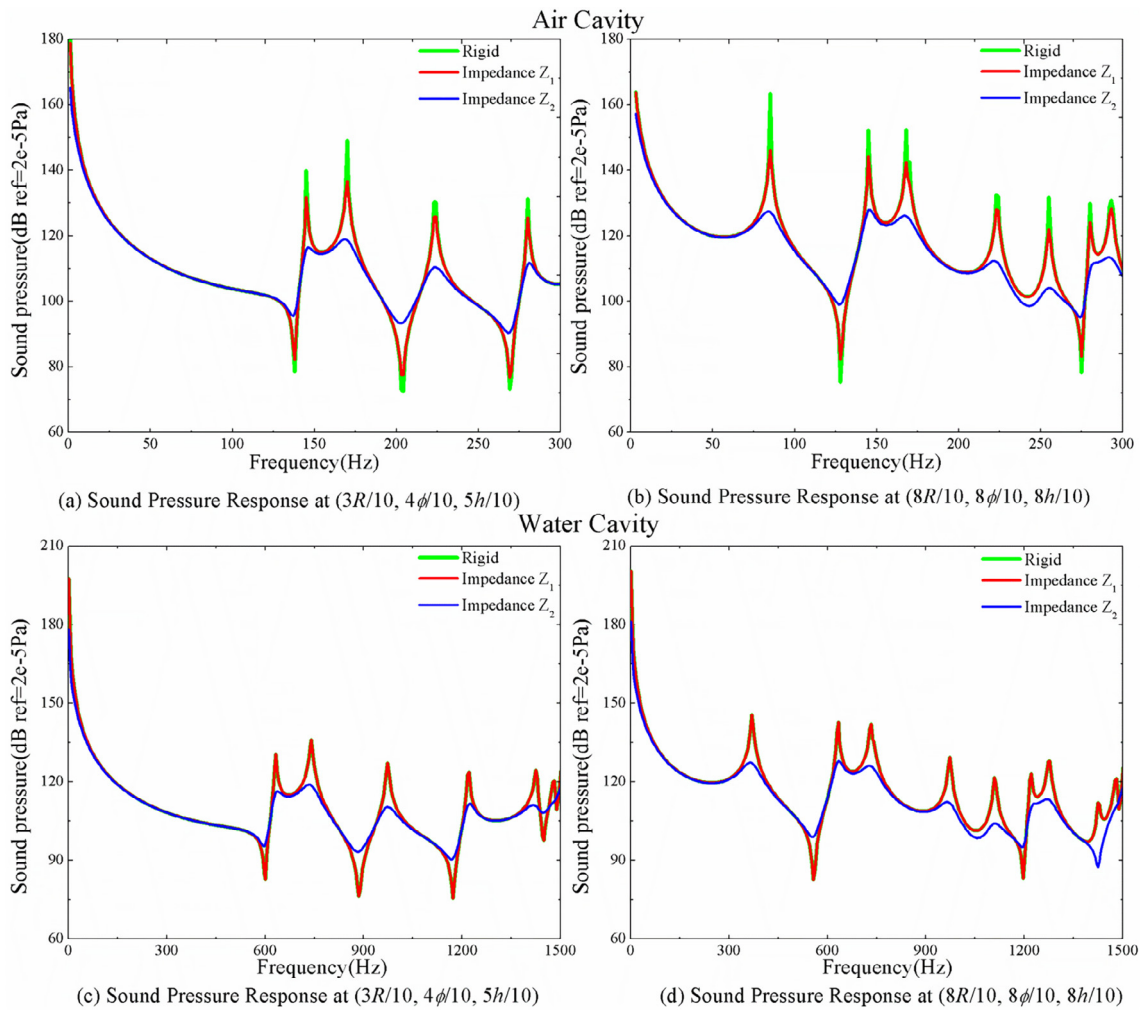 Air Cavity
Sound pressure(dB ref=2e-5Pa)
180
160
140
120
100
80
60
Rigid
Impedance Z1
Impedance Z2
0 50 100 150 200 250 300
Frequency(Hz)
(a) Sound Pressure Response at (3R/10, 4ϕ/10, 5h/10)
Sound pressure(dB ref=2e-5Pa)
180
160
140
120
100
80
60
Rigid
Impedance Z1
Impedance Z2
0 50 100 150 200 250 300
Frequency(Hz)
(b) Sound Pressure Response at (8R/10, 8ϕ/10, 8h/10)
Water Cavity
Sound pressure(dB ref=2e-5Pa)
210
180
150
120
90
60
Rigid
Impedance Z1
Impedance Z2
0 300 600 900 1200 1500
Frequency(Hz)
(c) Sound Pressure Response at (3R/10, 4ϕ/10, 5h/10)
Sound pressure(dB ref=2e-5Pa)
210
180
150
120
90
60
Rigid
Impedance Z1
Impedance Z2
0 300 600 900 1200 1500
Frequency(Hz)
(d) Sound Pressure Response at (8R/10, 8ϕ/10, 8h/10)